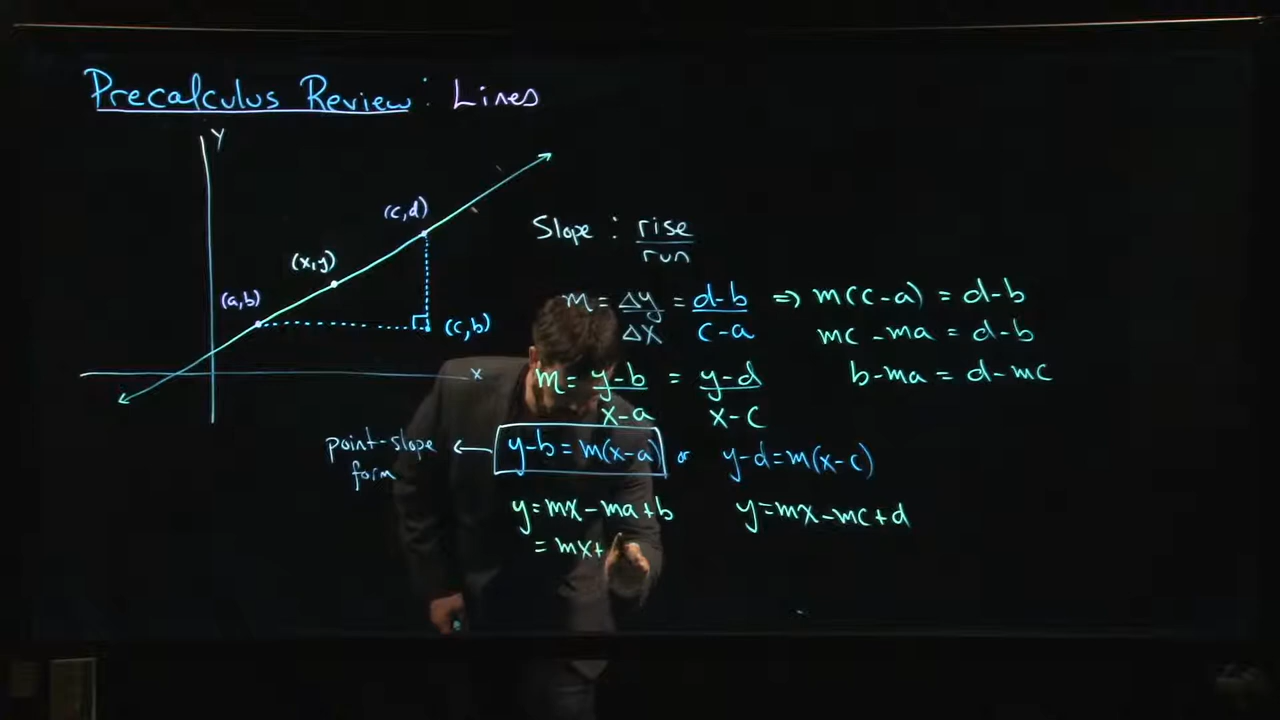 Precalculus Review: Lines
Y
(c,d)
(x,y)
(a,b)
(c,b)
x
Slope : rise/run
m = Δy/Δx = d-b/c-a ⇒ m(c-a) = d-b
mc-ma = d-b
b-ma = d-mc
m = y-b/x-a = y-d/x-c
point-slope form ← y-b = m(x-a) or y-d=m(x-c)
y=mx-ma+b y=mx-mc+d
= mx+